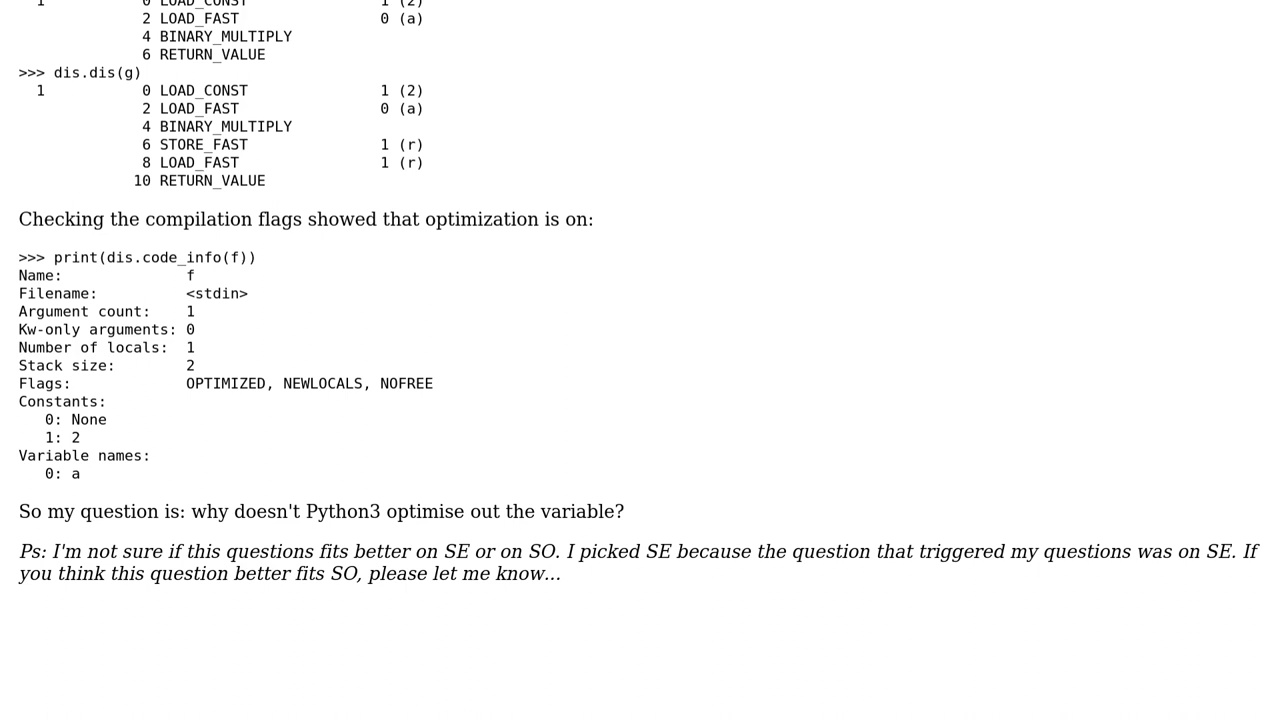 1           0 LOAD_CONST               1 (2)
2 LOAD_FAST                0 (a)
4 BINARY_MULTIPLY
6 RETURN_VALUE
>>> dis.dis(g)
1           0 LOAD_CONST               1 (2)
2 LOAD_FAST                0 (a)
4 BINARY_MULTIPLY
6 STORE_FAST               1 (r)
8 LOAD_FAST                1 (r)
10 RETURN_VALUE
Checking the compilation flags showed that optimization is on:
>>> print(dis.code_info(f))
Name:              f
Filename:          <stdin>
Argument count:    1
Kw-only arguments: 0
Number of locals:  1
Stack size:        2
Flags:             OPTIMIZED, NEWLOCALS, NOFREE
Constants:
0: None
1: 2
Variable names:
0: a
So my question is: why doesn't Python3 optimise out the variable?
Ps: I'm not sure if this questions fits better on SE or on SO. I picked SE because the question that triggered my questions was on SE. If
you think this question better fits SO, please let me know...